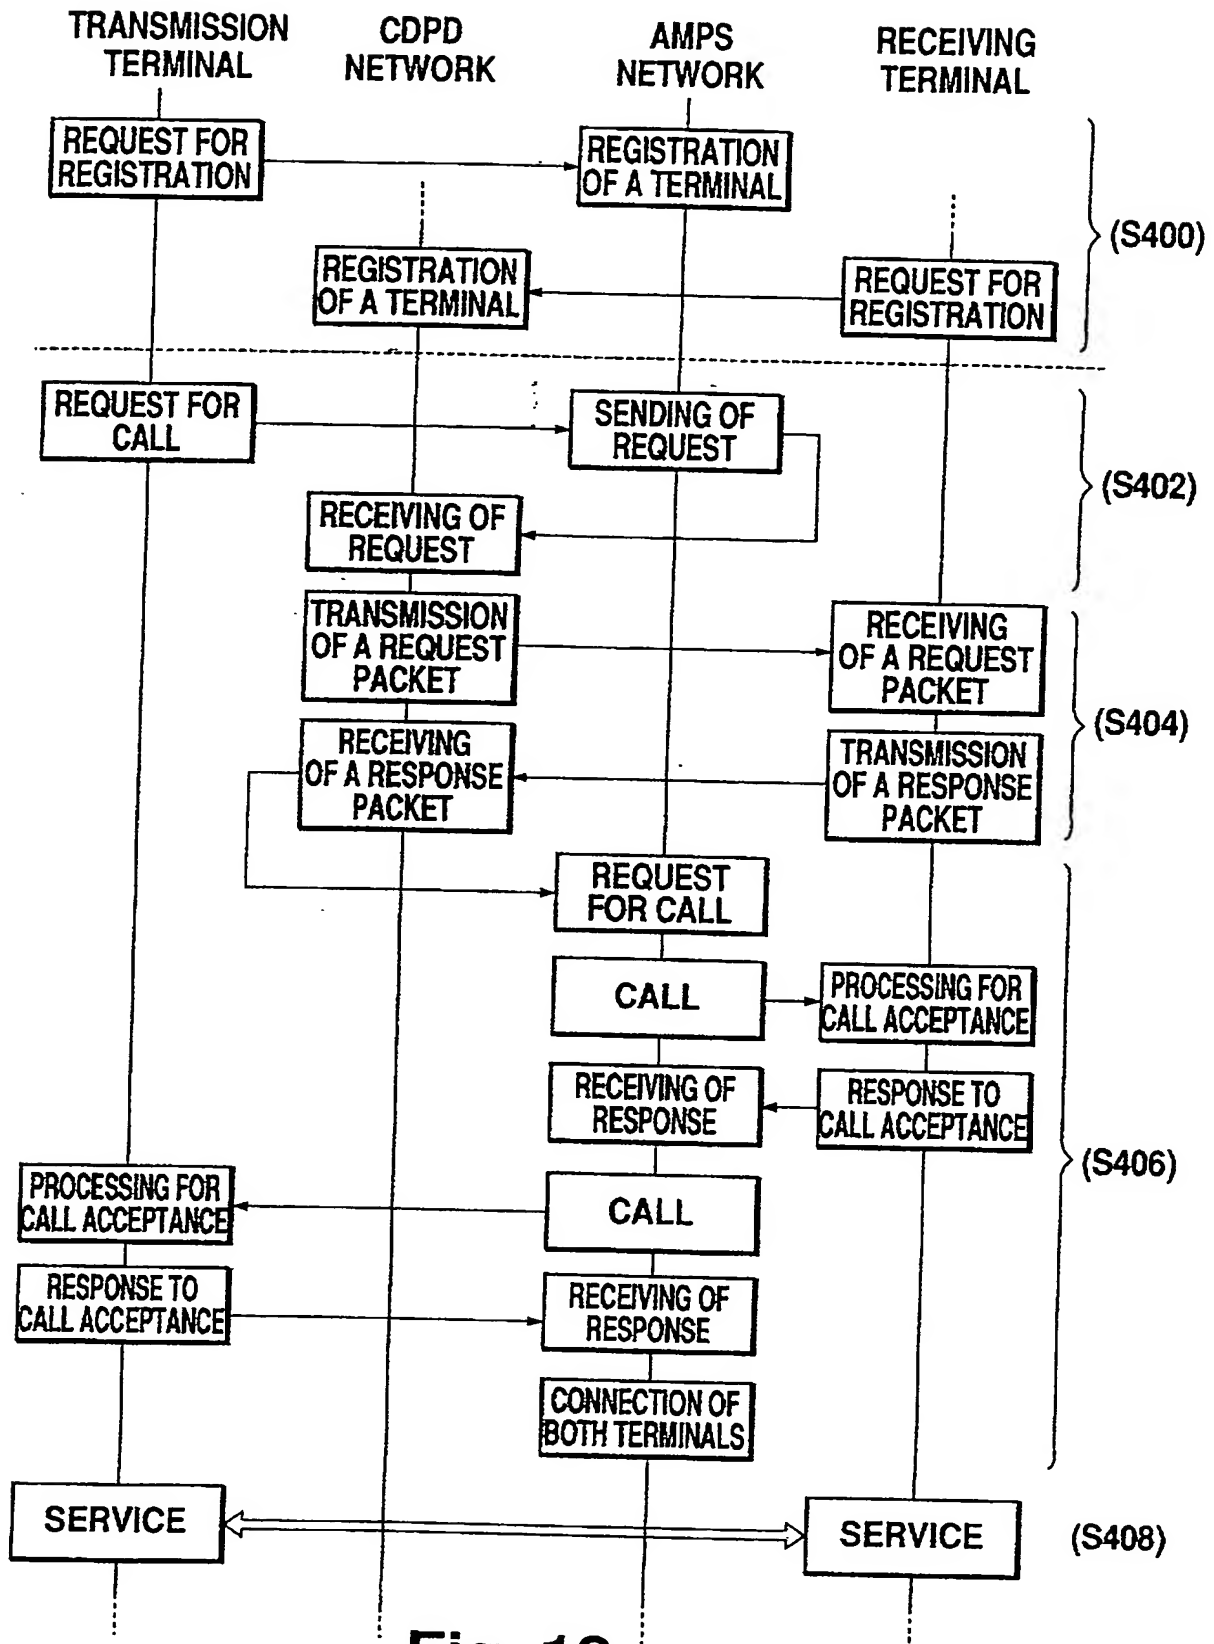 TRANSMISSION
TERMINAL
CDPD
NETWORK
AMPS
NETWORK
RECEIVING
TERMINAL
REQUEST FOR
REGISTRATION
REGISTRATION
OF A TERMINAL
(S400)
REGISTRATION
OF A TERMINAL
REQUEST FOR
REGISTRATION
REQUEST FOR
CALL
SENDING OF
REQUEST
(S402)
RECEIVING OF
REQUEST
TRANSMISSION
OF A REQUEST
PACKET
RECEIVING
OF A REQUEST
PACKET
(S404)
RECEIVING
OF A RESPONSE
PACKET
TRANSMISSION
OF A RESPONSE
PACKET
REQUEST
FOR CALL
CALL
PROCESSING FOR
CALL ACCEPTANCE
RECEIVING OF
RESPONSE
RESPONSE TO
CALL ACCEPTANCE
(S406)
PROCESSING FOR
CALL ACCEPTANCE
CALL
RESPONSE TO
CALL ACCEPTANCE
RECEIVING OF
RESPONSE
CONNECTION OF
BOTH TERMINALS
SERVICE
SERVICE
(S408)